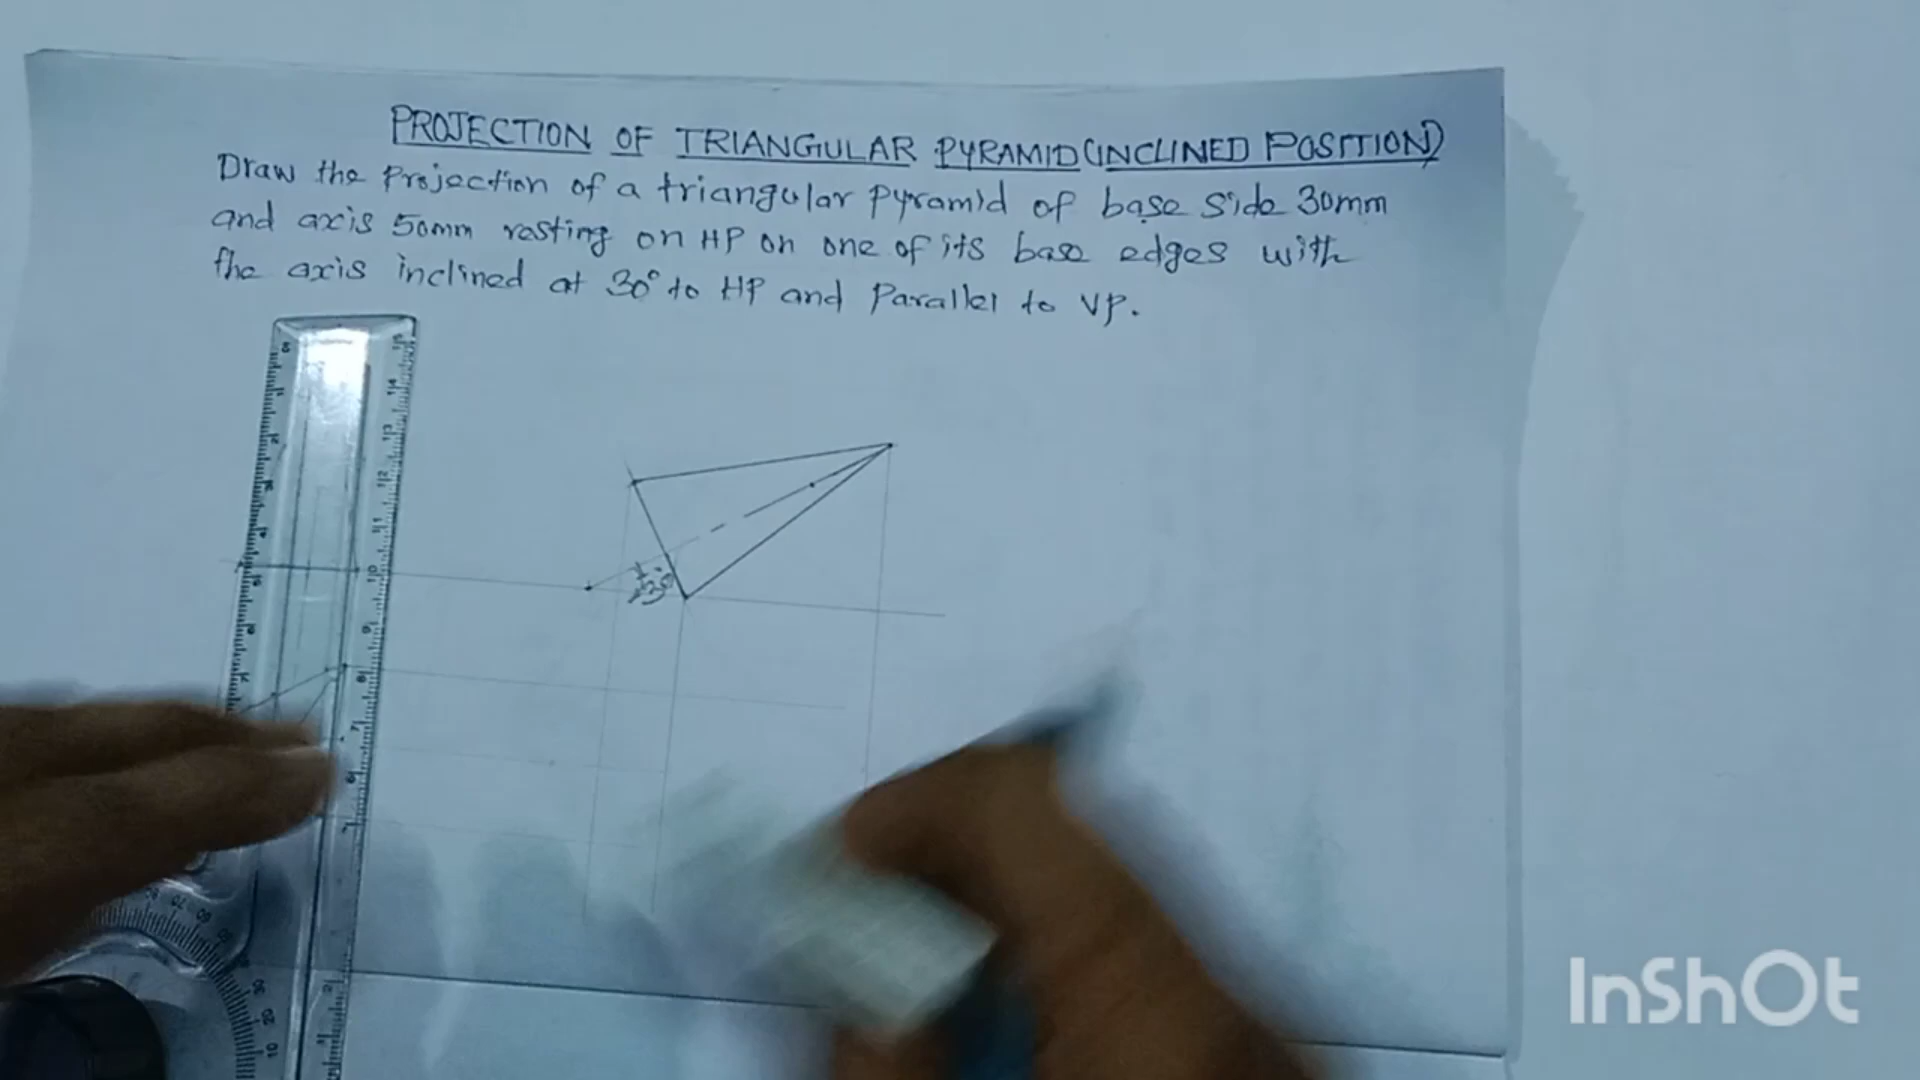 PROJECTION OF TRIANGULAR PYRAMID (INCLINED POSITION)
Draw the Projection of a triangular pyramid of base side 30mm
and axis 50mm resting on HP on one of its base edges with
the axis inclined at 30° to HP and Parallel to VP.
30°
InShOt